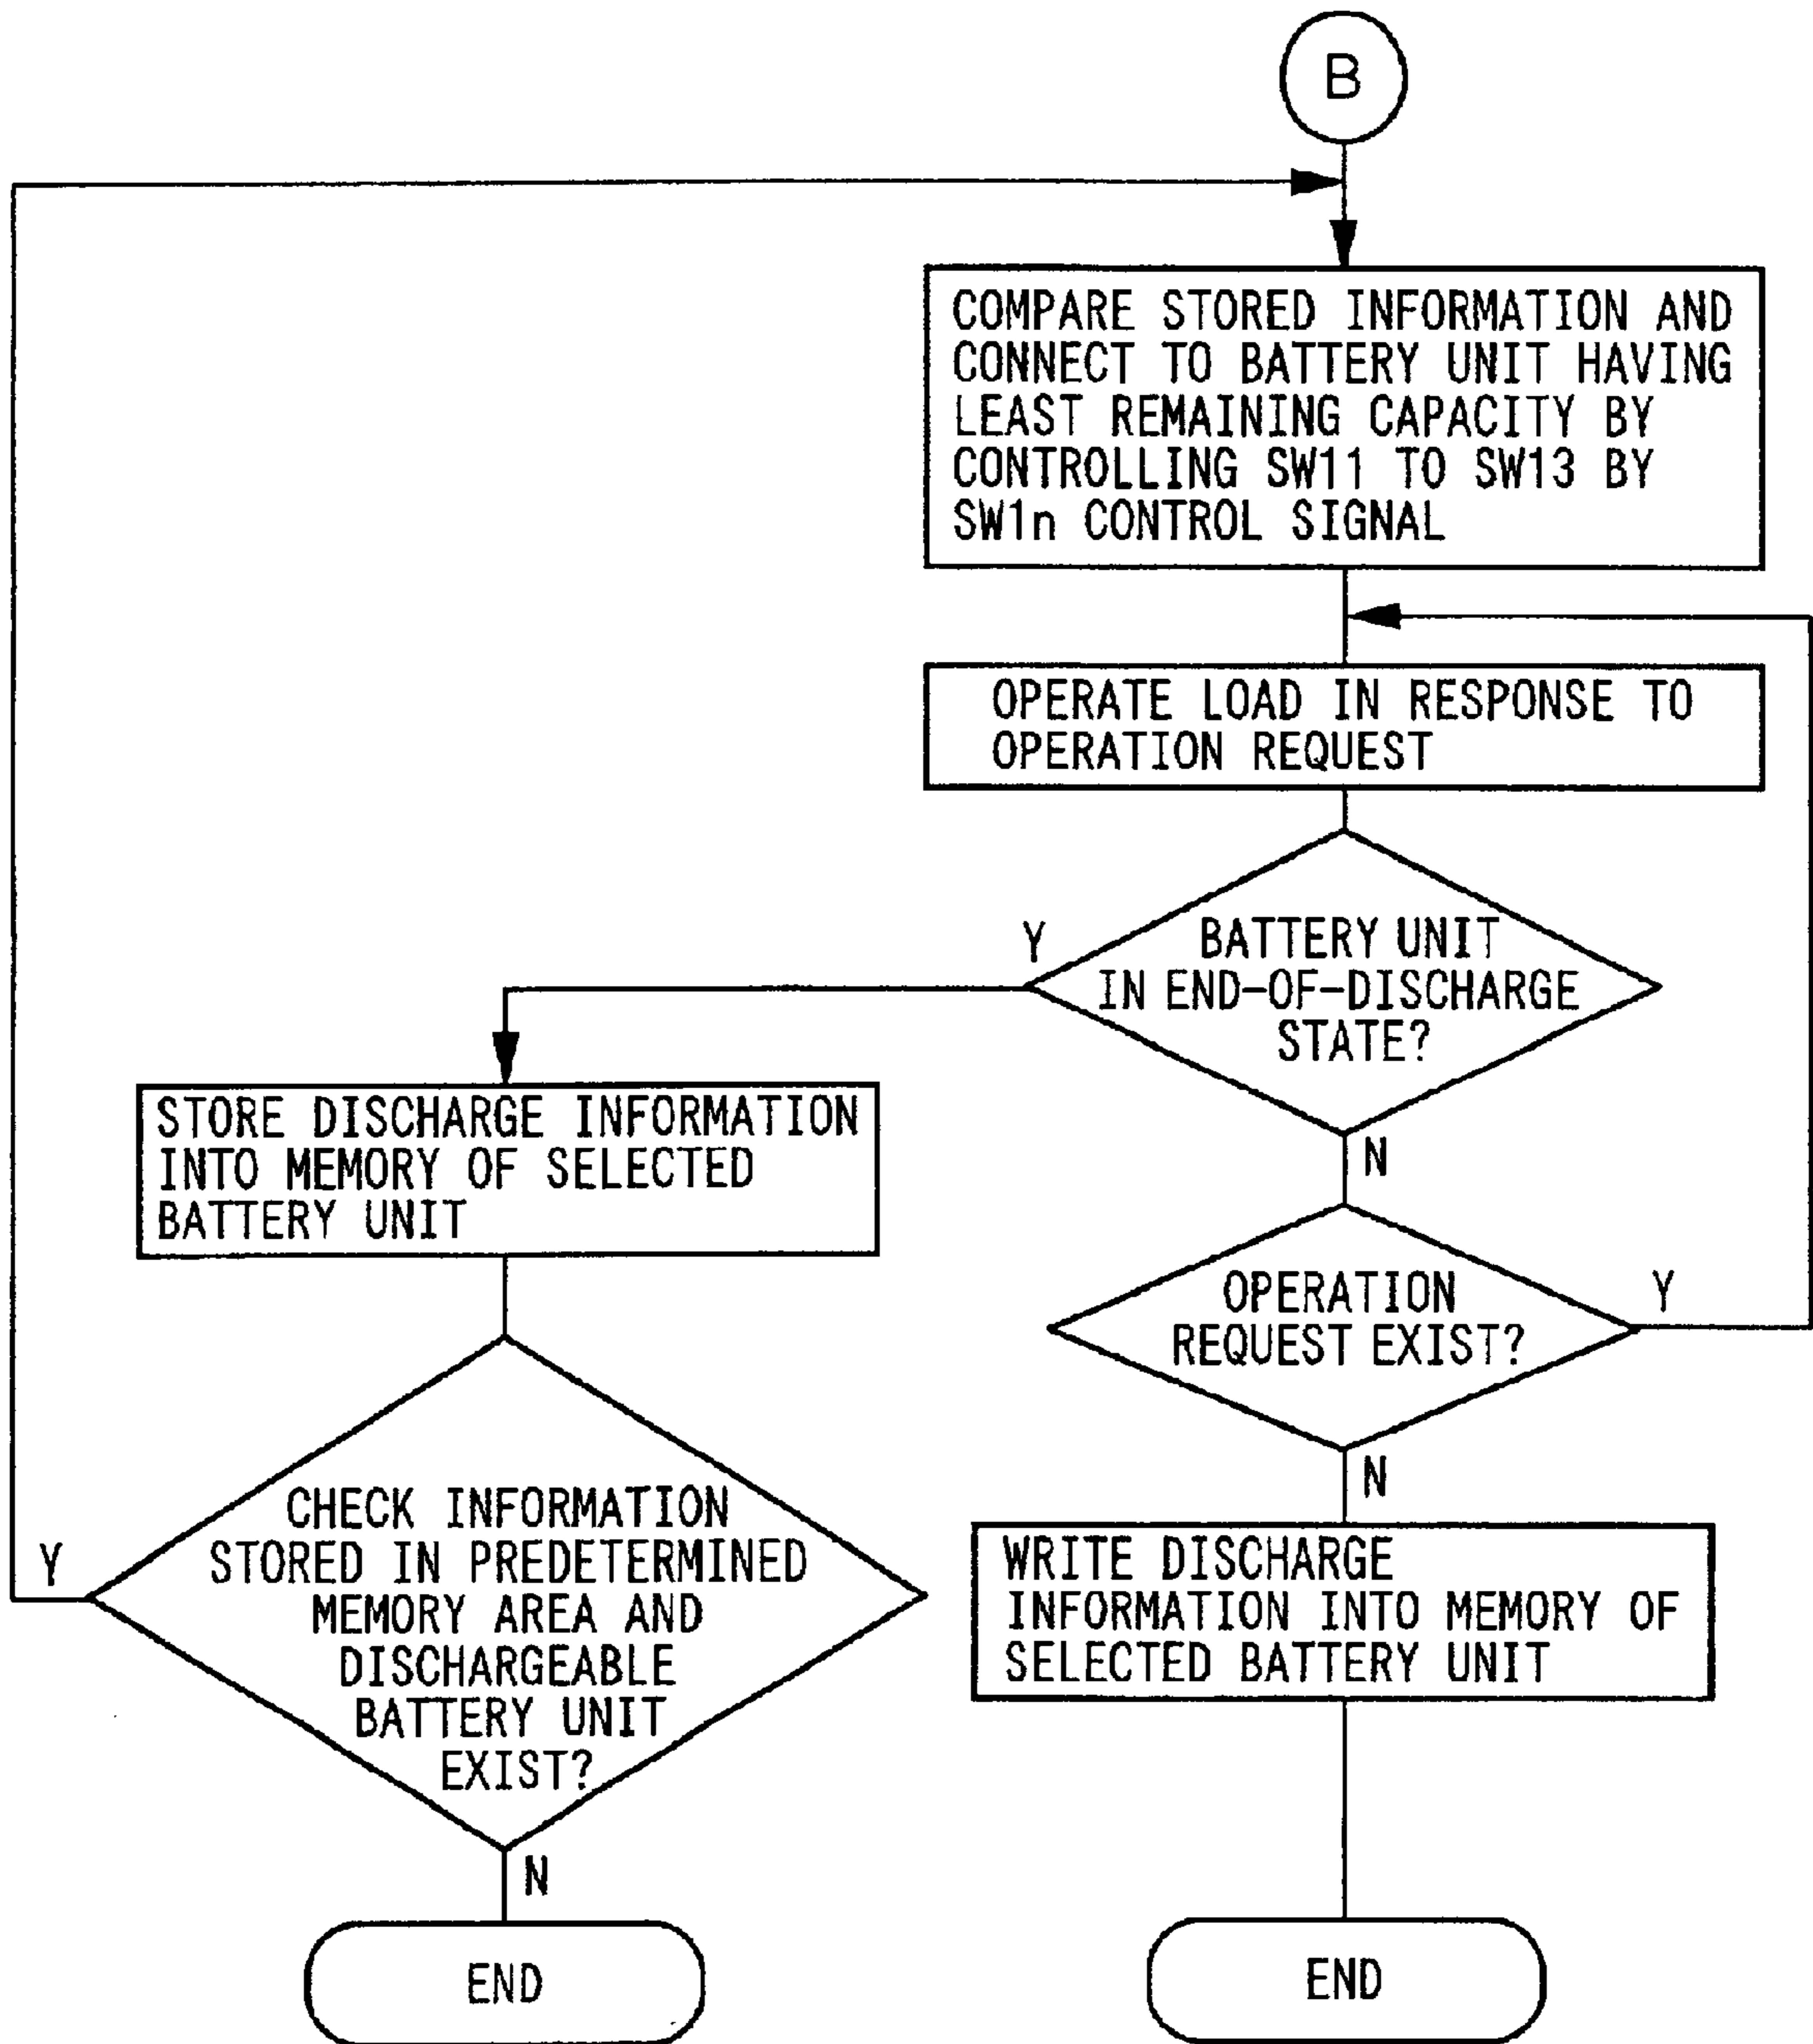 B
COMPARE STORED INFORMATION AND
CONNECT TO BATTERY UNIT HAVING
LEAST REMAINING CAPACITY BY
CONTROLLING SW11 TO SW13 BY
SW1n CONTROL SIGNAL
OPERATE LOAD IN RESPONSE TO
OPERATION REQUEST
BATTERY UNIT
IN END-OF-DISCHARGE
STATE?
Y
N
STORE DISCHARGE INFORMATION
INTO MEMORY OF SELECTED
BATTERY UNIT
OPERATION
REQUEST EXIST?
Y
N
CHECK INFORMATION
STORED IN PREDETERMINED
MEMORY AREA AND
DISCHARGEABLE
BATTERY UNIT
EXIST?
Y
N
WRITE DISCHARGE
INFORMATION INTO MEMORY OF
SELECTED BATTERY UNIT
END
END